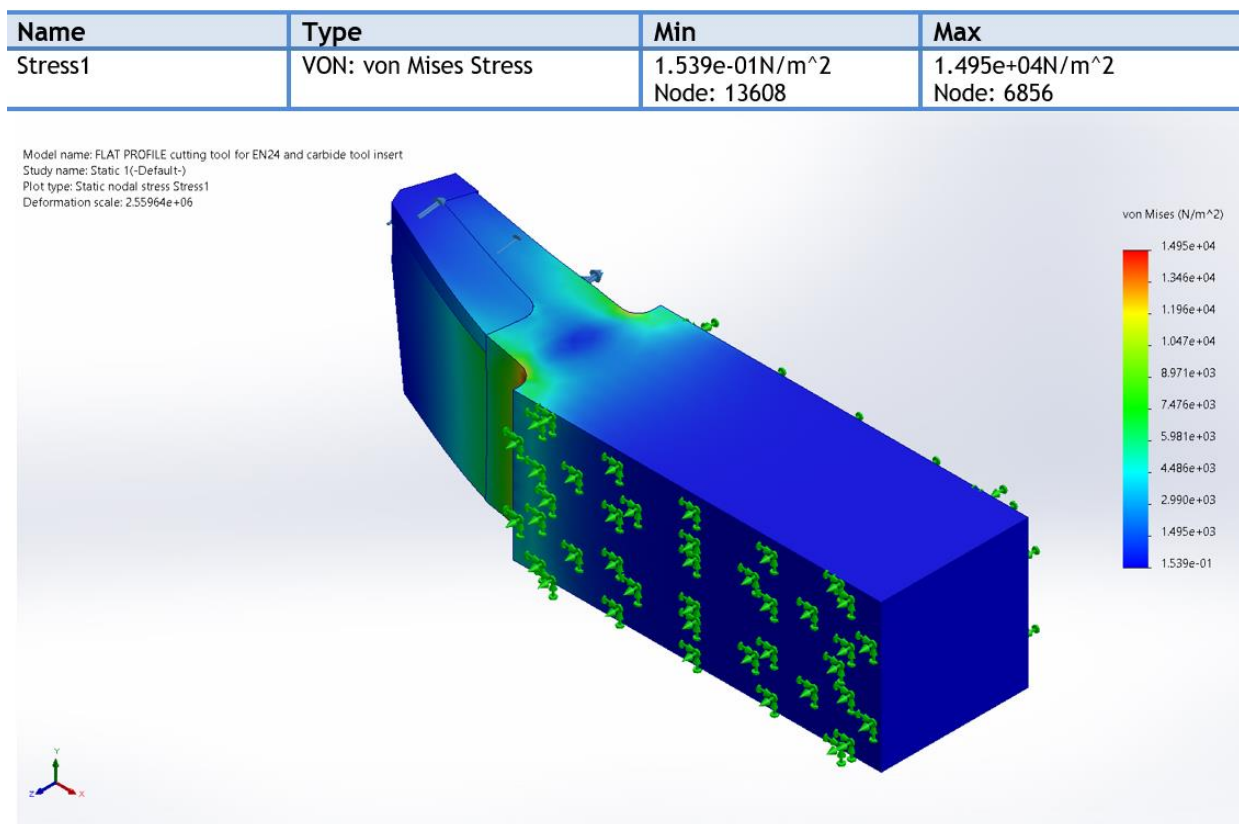 Name Type Min Max
Stress1 VON: von Mises Stress 1.539e-01N/m^2 1.495e+04N/m^2
Node: 13608 Node: 6856
Model name: FLAT PROFILE cutting tool for EN24 and carbide tool insert
Study name: Static 1(-Default-)
Plot type: Static nodal stress Stress1
Deformation scale: 2.55964e+06
von Mises (N/m^2)
1.495e+04
1.346e+04
1.196e+04
1.047e+04
8.971e+03
7.476e+03
5.981e+03
4.486e+03
2.990e+03
1.495e+03
1.539e-01
Y
Z X